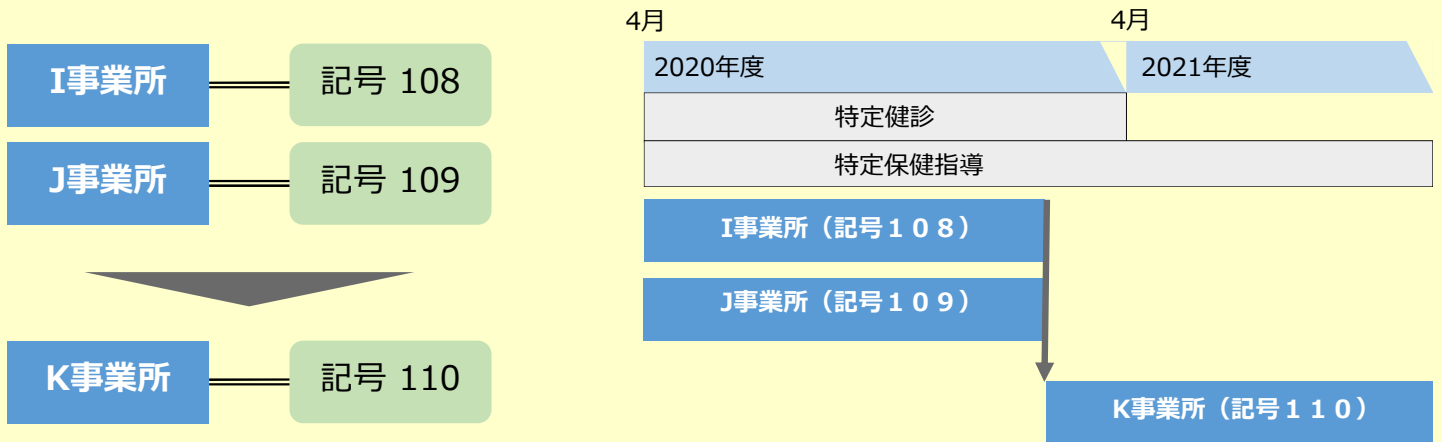 I事業所
記号 108
J事業所
記号 109
K事業所
記号 110
4月
4月
2020年度
2021年度
特定健診
特定保健指導
I事業所（記号１０８）
J事業所（記号１０９）
K事業所（記号１１０）